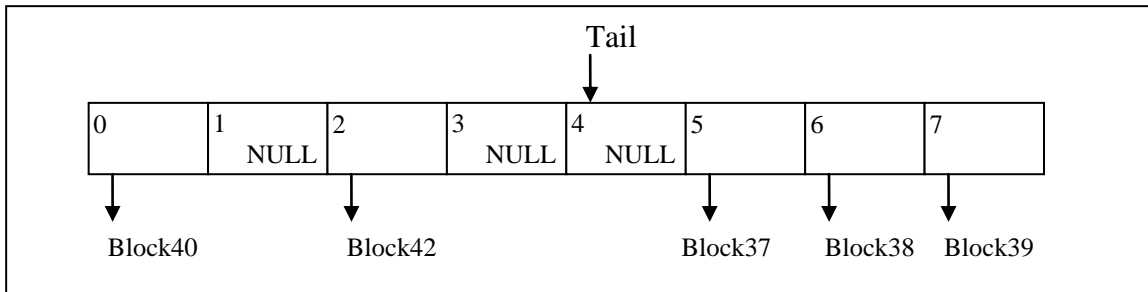 Tail
0 1 2 3 4 5 6 7
NULL NULL NULL
Block40 Block42 Block37 Block38 Block39